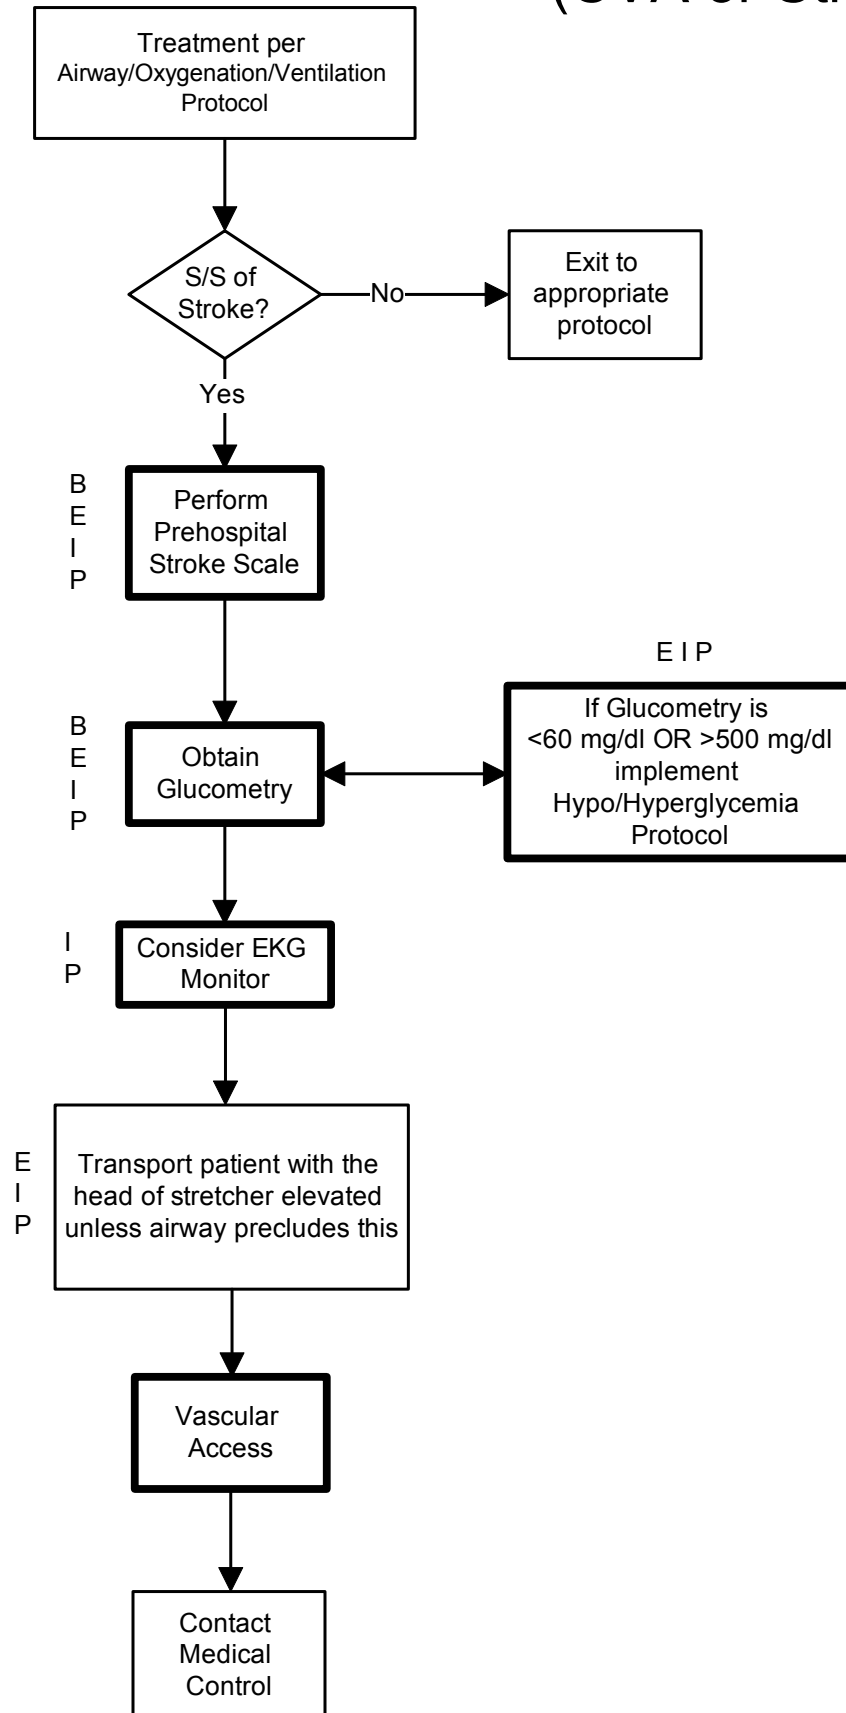 Treatment per
Airway/Oxygenation/Ventilation
Protocol
S/S of
Stroke?
No
Exit to
appropriate
protocol
Yes
B
E
I
P
Perform
Prehospital
Stroke Scale
E I P
B
E
I
P
Obtain
Glucometry
If Glucometry is
<60 mg/dl OR >500 mg/dl
implement
Hypo/Hyperglycemia
Protocol
I
P
Consider EKG
Monitor
E
I
P
Transport patient with the
head of stretcher elevated
unless airway precludes this
Vascular
Access
Contact
Medical
Control